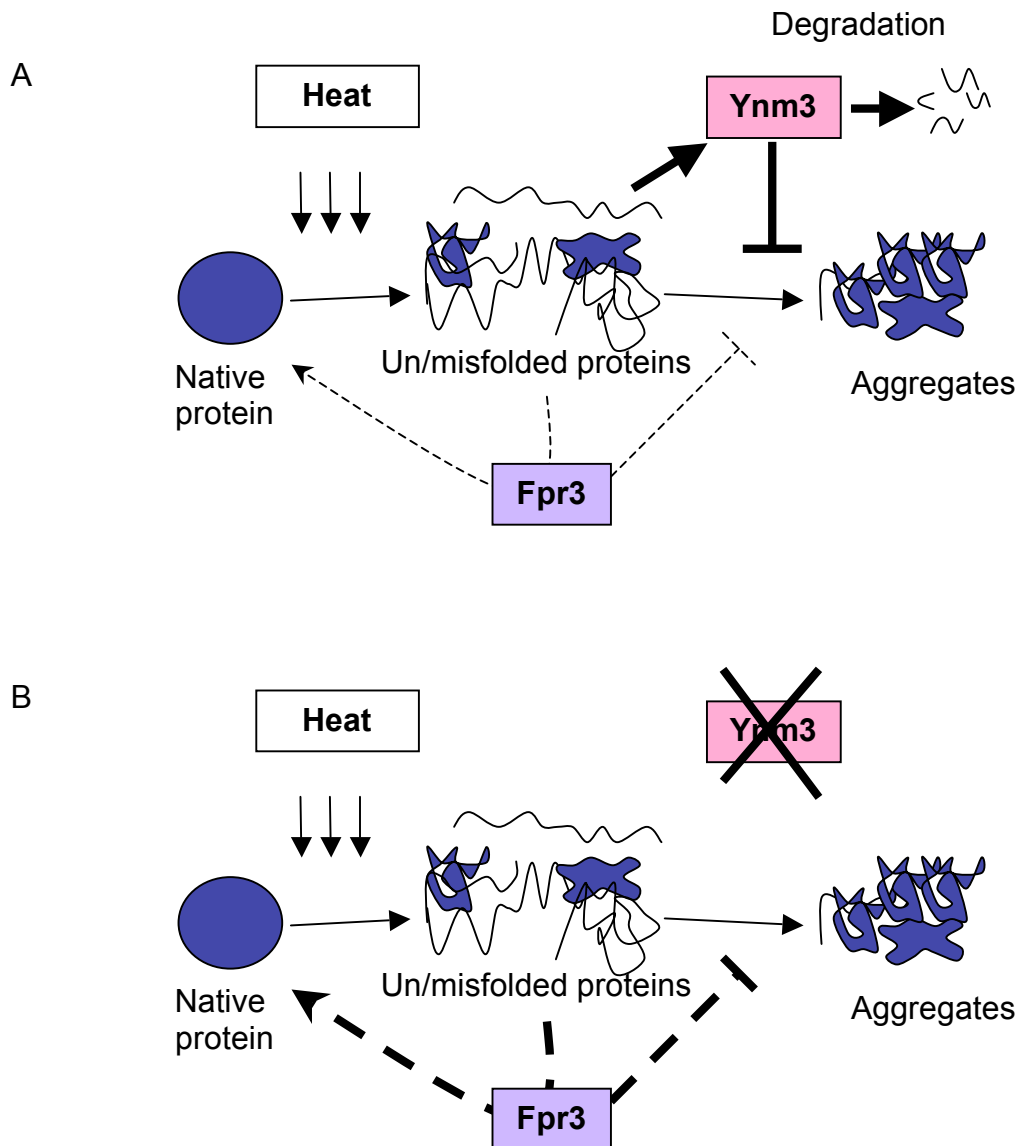 Degradation
A
Heat
Ynm3
Un/misfolded proteins
Native
protein
Aggregates
Fpr3
B
Heat
Ynm3
Un/misfolded proteins
Native
protein
Aggregates
Fpr3